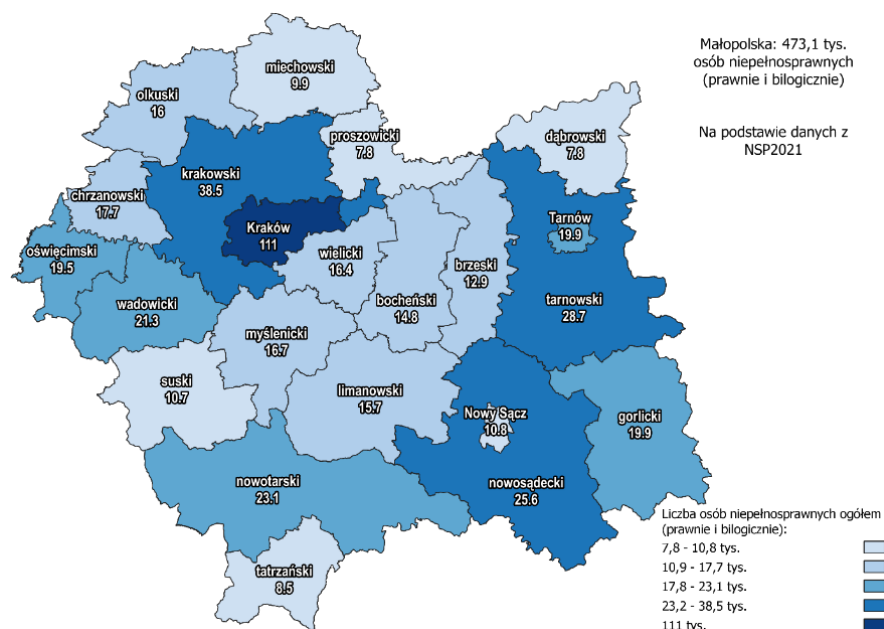 Małopolska: 473,1 tys.
osób niepełnosprawnych
(prawnie i bilogicznie)
Na podstawie danych z
NSP2021
miechowski
9.9
olkuski
16
proszowicki
7.8
dąbrowski
7.8
krakowski
38.5
chrzanowski
17.7
Kraków
111
Tarnów
19.9
oświęcimski
19.5
wielicki
16.4
brzeski
12.9
wadowicki
21.3
bocheński
14.8
tarnowski
28.7
myślenicki
16.7
suski
10.7
limanowski
15.7
Nowy Sącz
10.8
gorlicki
19.9
nowotarski
23.1
nowosądecki
25.6
tatrzański
8.5
Liczba osób niepełnosprawnych ogółem
(prawnie i bilogicznie):
7,8 - 10,8 tys.
10,9 - 17,7 tys.
17,8 - 23,1 tys.
23,2 - 38,5 tys.
111 tys.